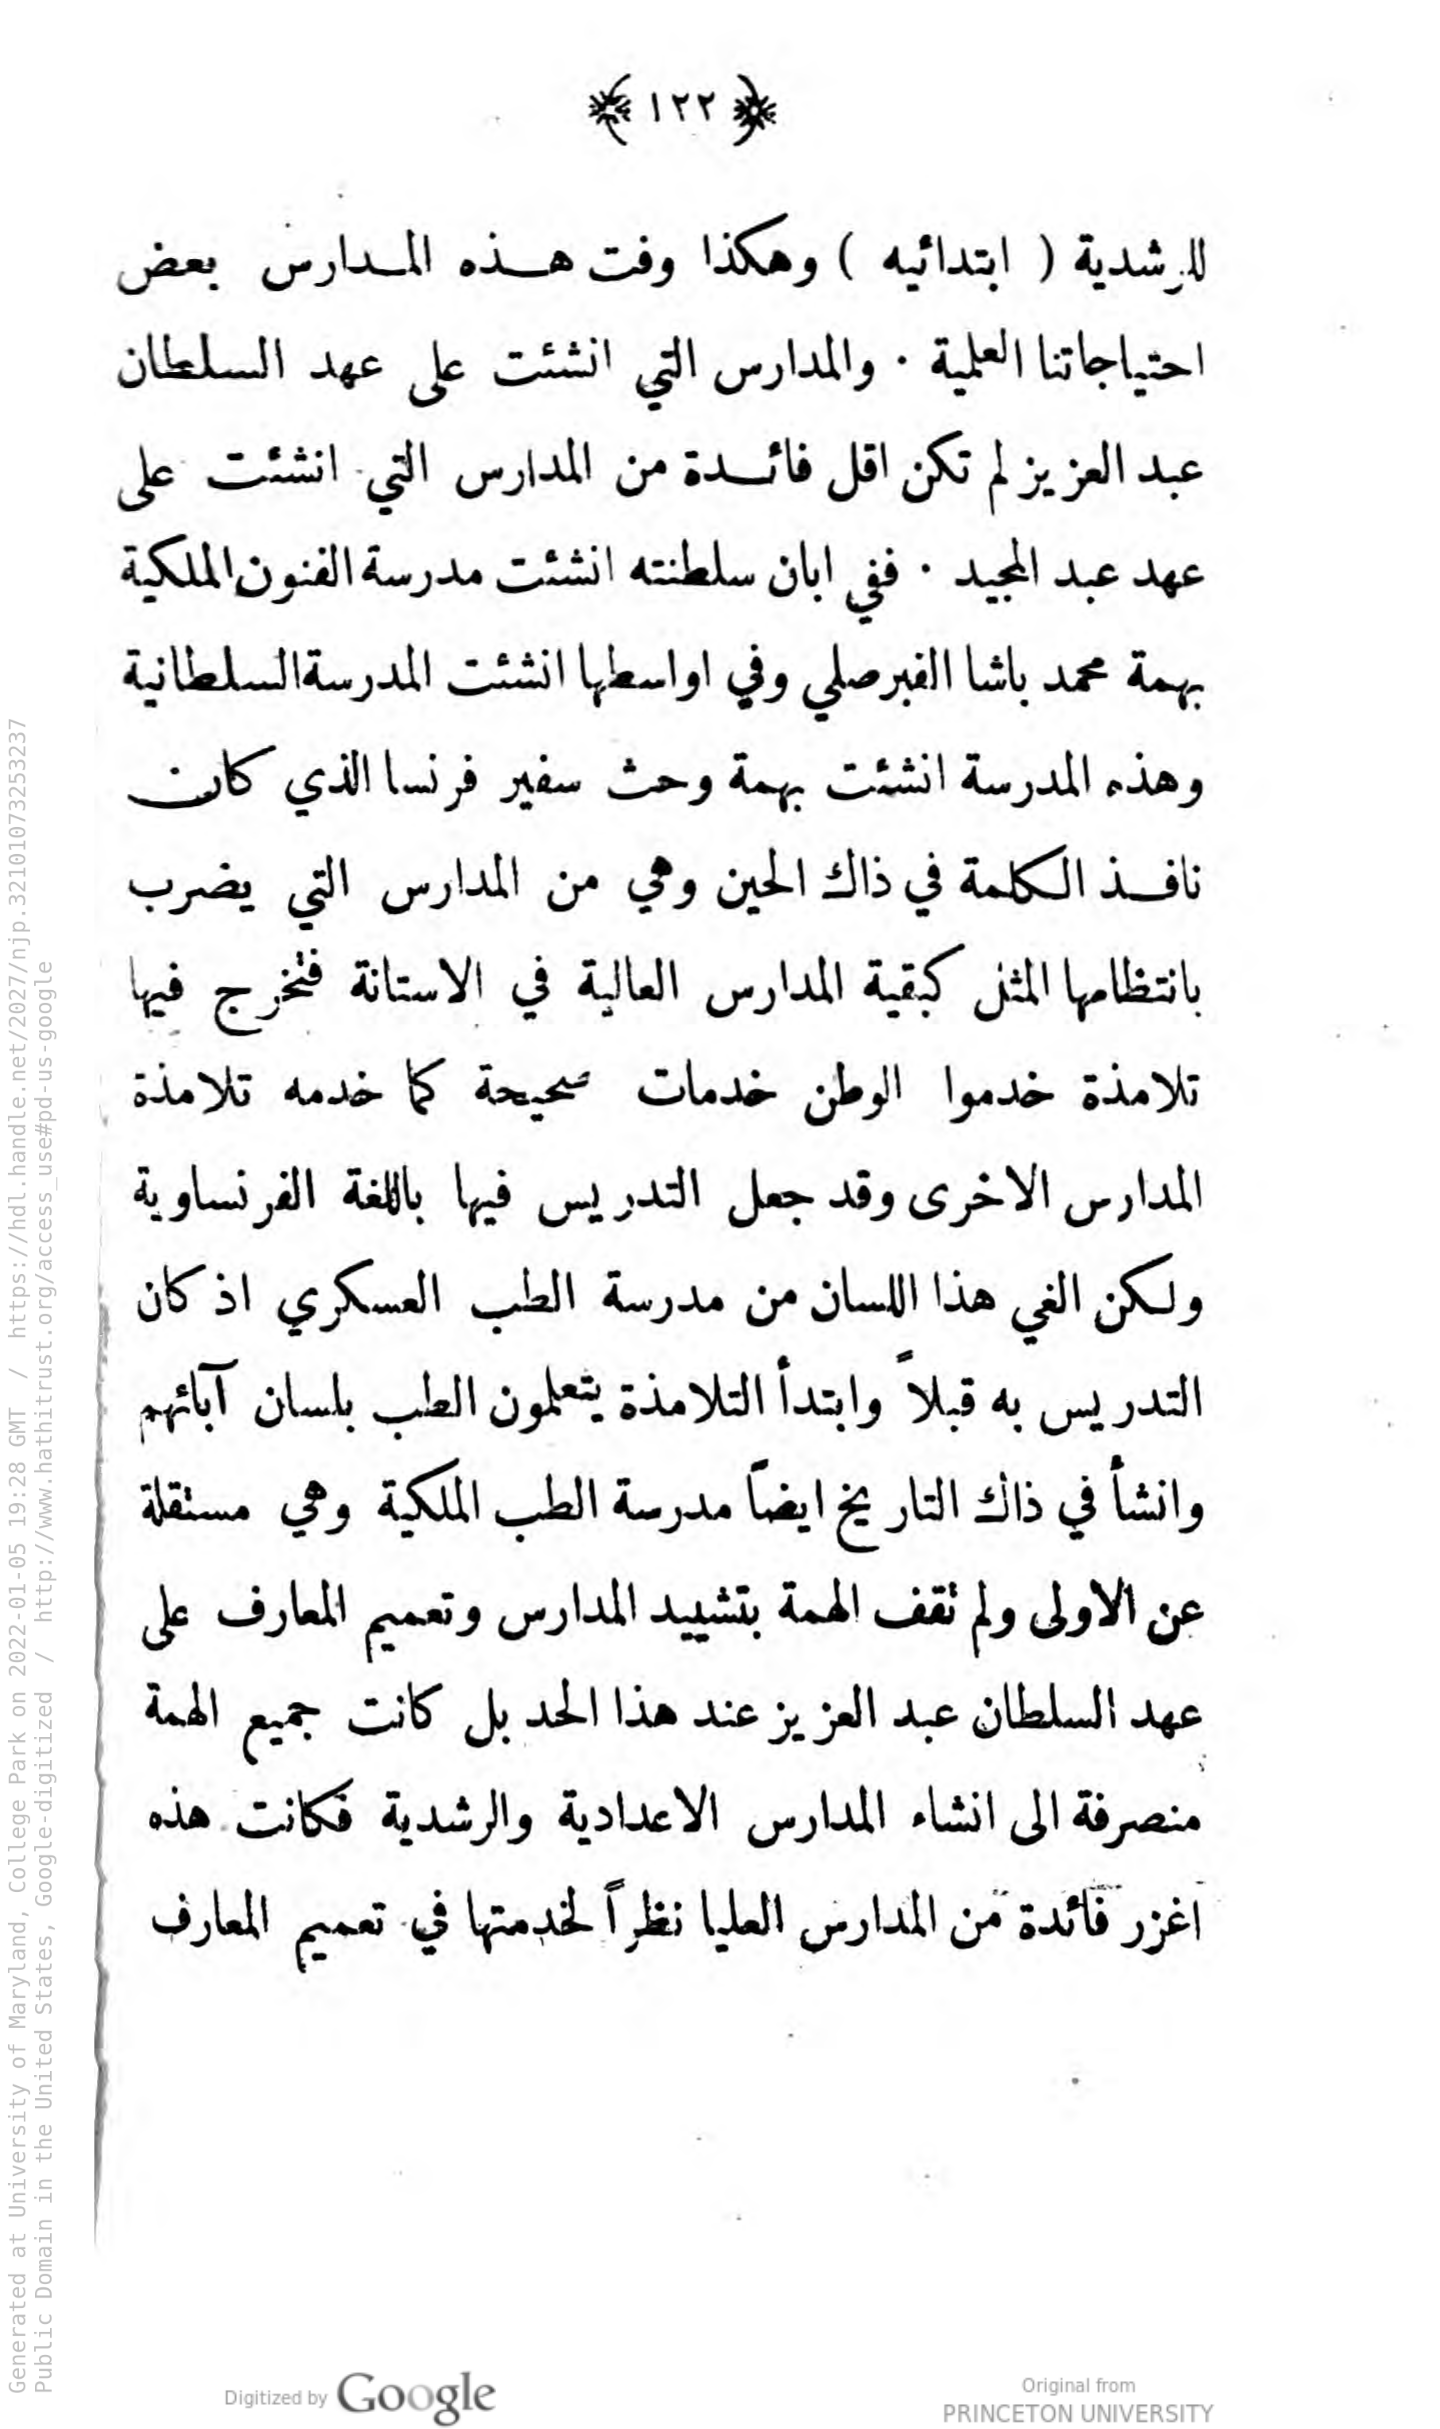 ﴿ ١٢٢ ﴾
للرشدية ( ابتدائيه ) وهكذا وفت هذه المدارس بعض
احتياجاتنا العلمية ٠ والمدارس التي انشئت على عهد السلطان
عبد العزيز لم تكن اقل فائدة من المدارس التي انشئت على
عهد عبد المجيد ٠ ففي ابان سلطنته انشئت مدرسة الفنون الملكية
بهمة محمد باشا القبرصلي وفي اواسطها انشئت المدرسة السلطانية
وهذه المدرسة انشئت بهمة وحث سفير فرنسا الذي كان
نافذ الكلمة في ذاك الحين وهي من المدارس التي يضرب
بانتظامها المثل كبقية المدارس العالية في الاستانة فتخرج فيها
تلامذة خدموا الوطن خدمات صحيحة كما خدمه تلامذة
المدارس الاخرى وقد جعل التدريس فيها باللغة الفرنساوية
ولكن الغي هذا اللسان من مدرسة الطب العسكري اذ كان
التدريس به قبلاً وابتدأ التلامذة يتعلمون الطب بلسان آبائهم
وانشأ في ذاك التاريخ ايضاً مدرسة الطب الملكية وهي مستقلة
عن الاولى ولم تقف الهمة بتشييد المدارس وتعميم المعارف على
عهد السلطان عبد العزيز عند هذا الحد بل كانت جميع الهمة
منصرفة الى انشاء المدارس الاعدادية والرشدية فكانت هذه
اغزر فائدة من المدارس العليا نظراً لخدمتها في تعميم المعارف
Generated at University of Maryland, College Park on 2022-01-05 19:28 GMT / https://hdl.handle.net/2027/njp.32101073253237
Public Domain in the United States, Google-digitized / http://www.hathitrust.org/access_use#pd-us-google
Digitized by Google
Original from
PRINCETON UNIVERSITY